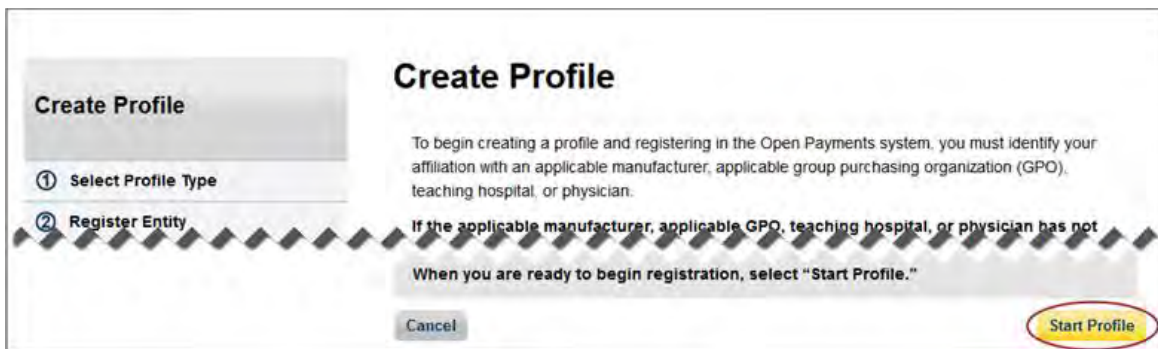 Create Profile
① Select Profile Type
② Register Entity
Create Profile
To begin creating a profile and registering in the Open Payments system, you must identify your
affiliation with an applicable manufacturer, applicable group purchasing organization (GPO),
teaching hospital, or physician.
If the applicable manufacturer, applicable GPO, teaching hospital, or physician has not
When you are ready to begin registration, select “Start Profile.”
Cancel
Start Profile